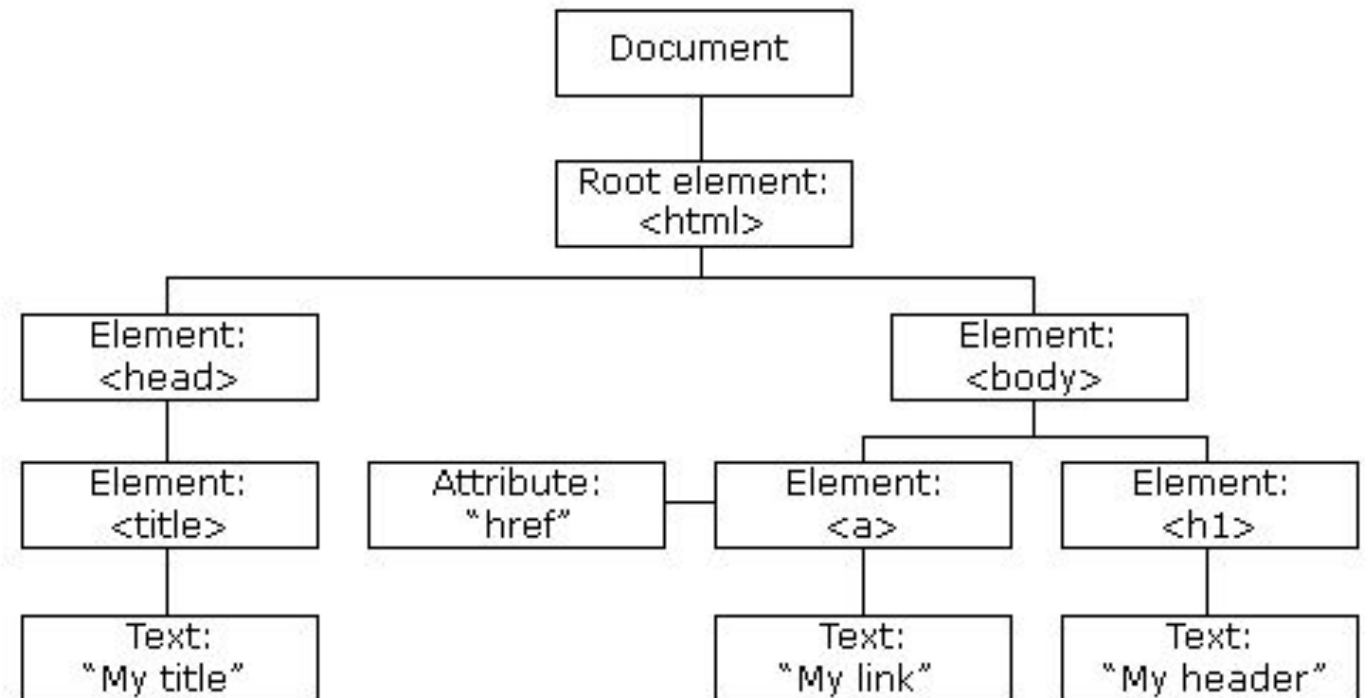 Document
Root element:
<html>
Element:
<head>
Element:
<body>
Element:
<title>
Attribute:
“href”
Element:
<a>
Element:
<h1>
Text:
“My title”
Text:
“My link”
Text:
“My header”